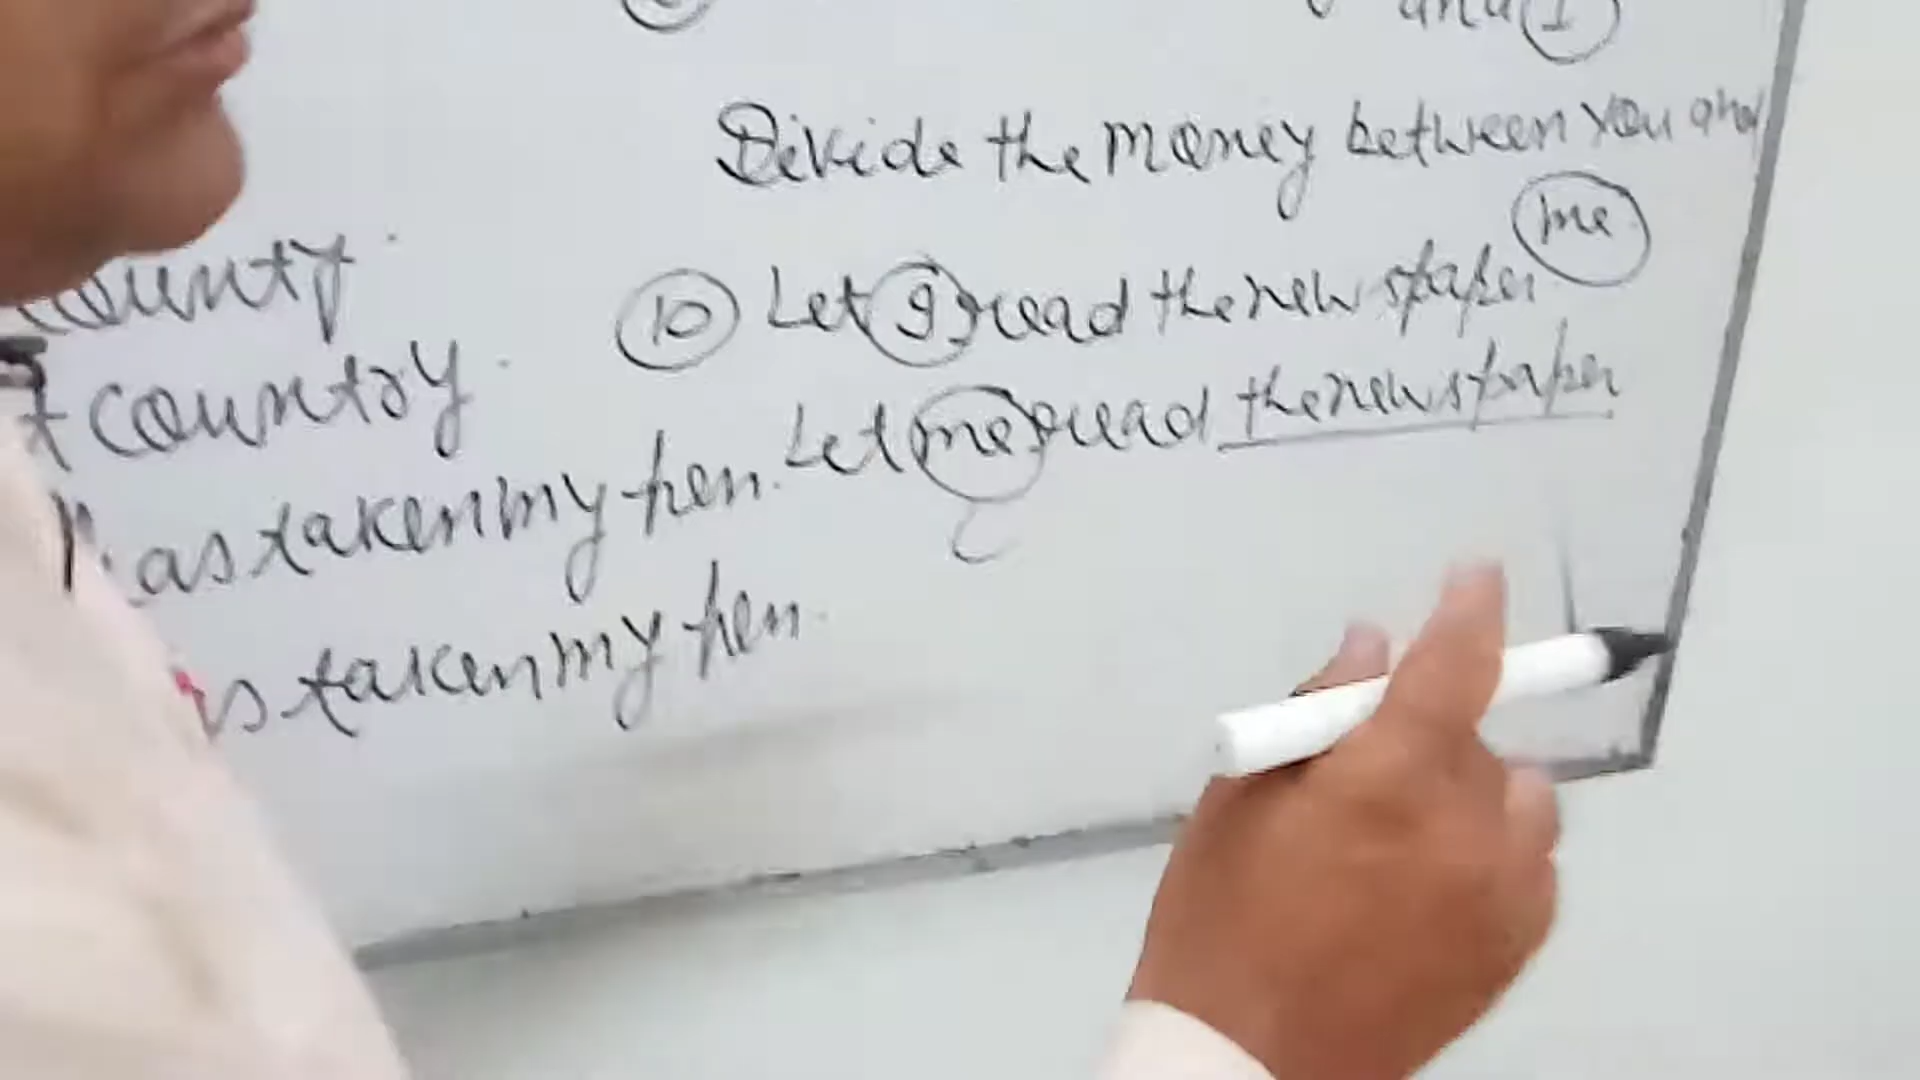 and I
Divide the money between you and
me
10 Let I read the newspaper
Let me read the newspaper
county.
country.
has taken my pen.
taken my pen.